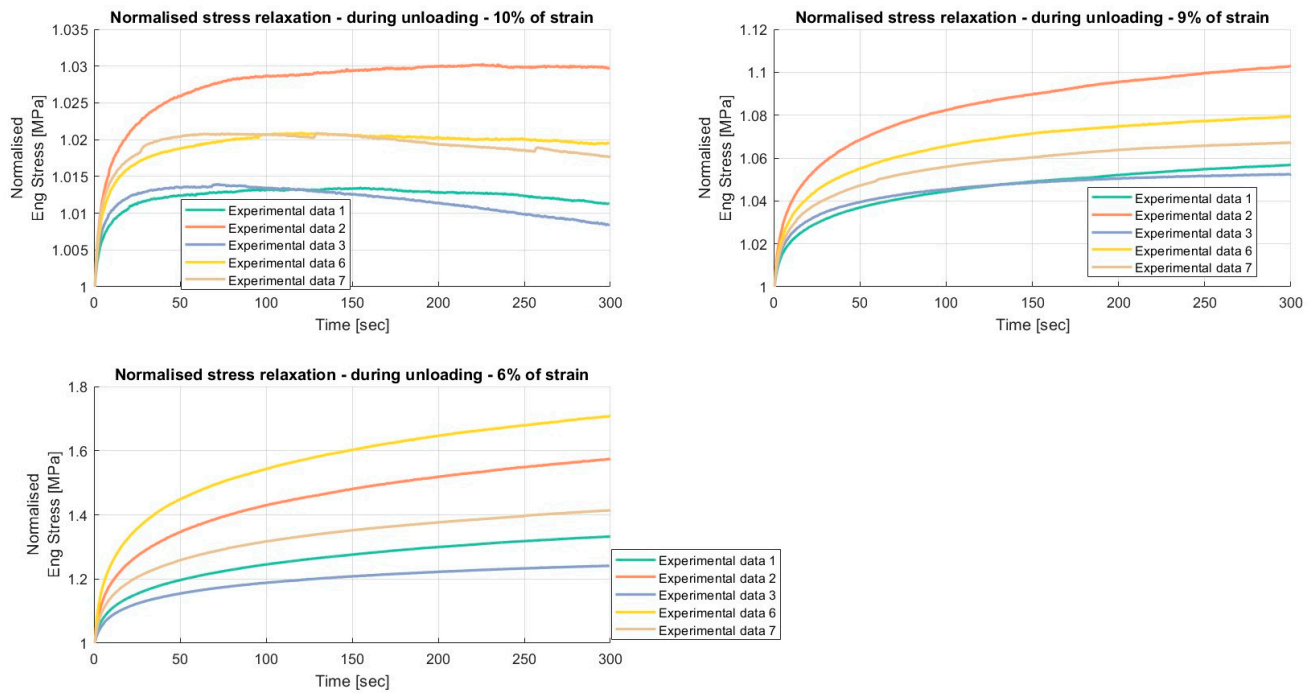 Normalised stress relaxation - during unloading - 10% of strain
1.035
1.03
1.025
1.02
1.015
1.01
1.005
1
Normalised
Eng Stress [MPa]
Experimental data 1
Experimental data 2
Experimental data 3
Experimental data 6
Experimental data 7
0 50 100 150 200 250 300
Time [sec]
Normalised stress relaxation - during unloading - 9% of strain
1.12
1.1
1.08
1.06
1.04
1.02
1
Normalised
Eng Stress [MPa]
Experimental data 1
Experimental data 2
Experimental data 3
Experimental data 6
Experimental data 7
0 50 100 150 200 250 300
Time [sec]
Normalised stress relaxation - during unloading - 6% of strain
1.8
1.6
1.4
1.2
1
Normalised
Eng Stress [MPa]
Experimental data 1
Experimental data 2
Experimental data 3
Experimental data 6
Experimental data 7
0 50 100 150 200 250 300
Time [sec]